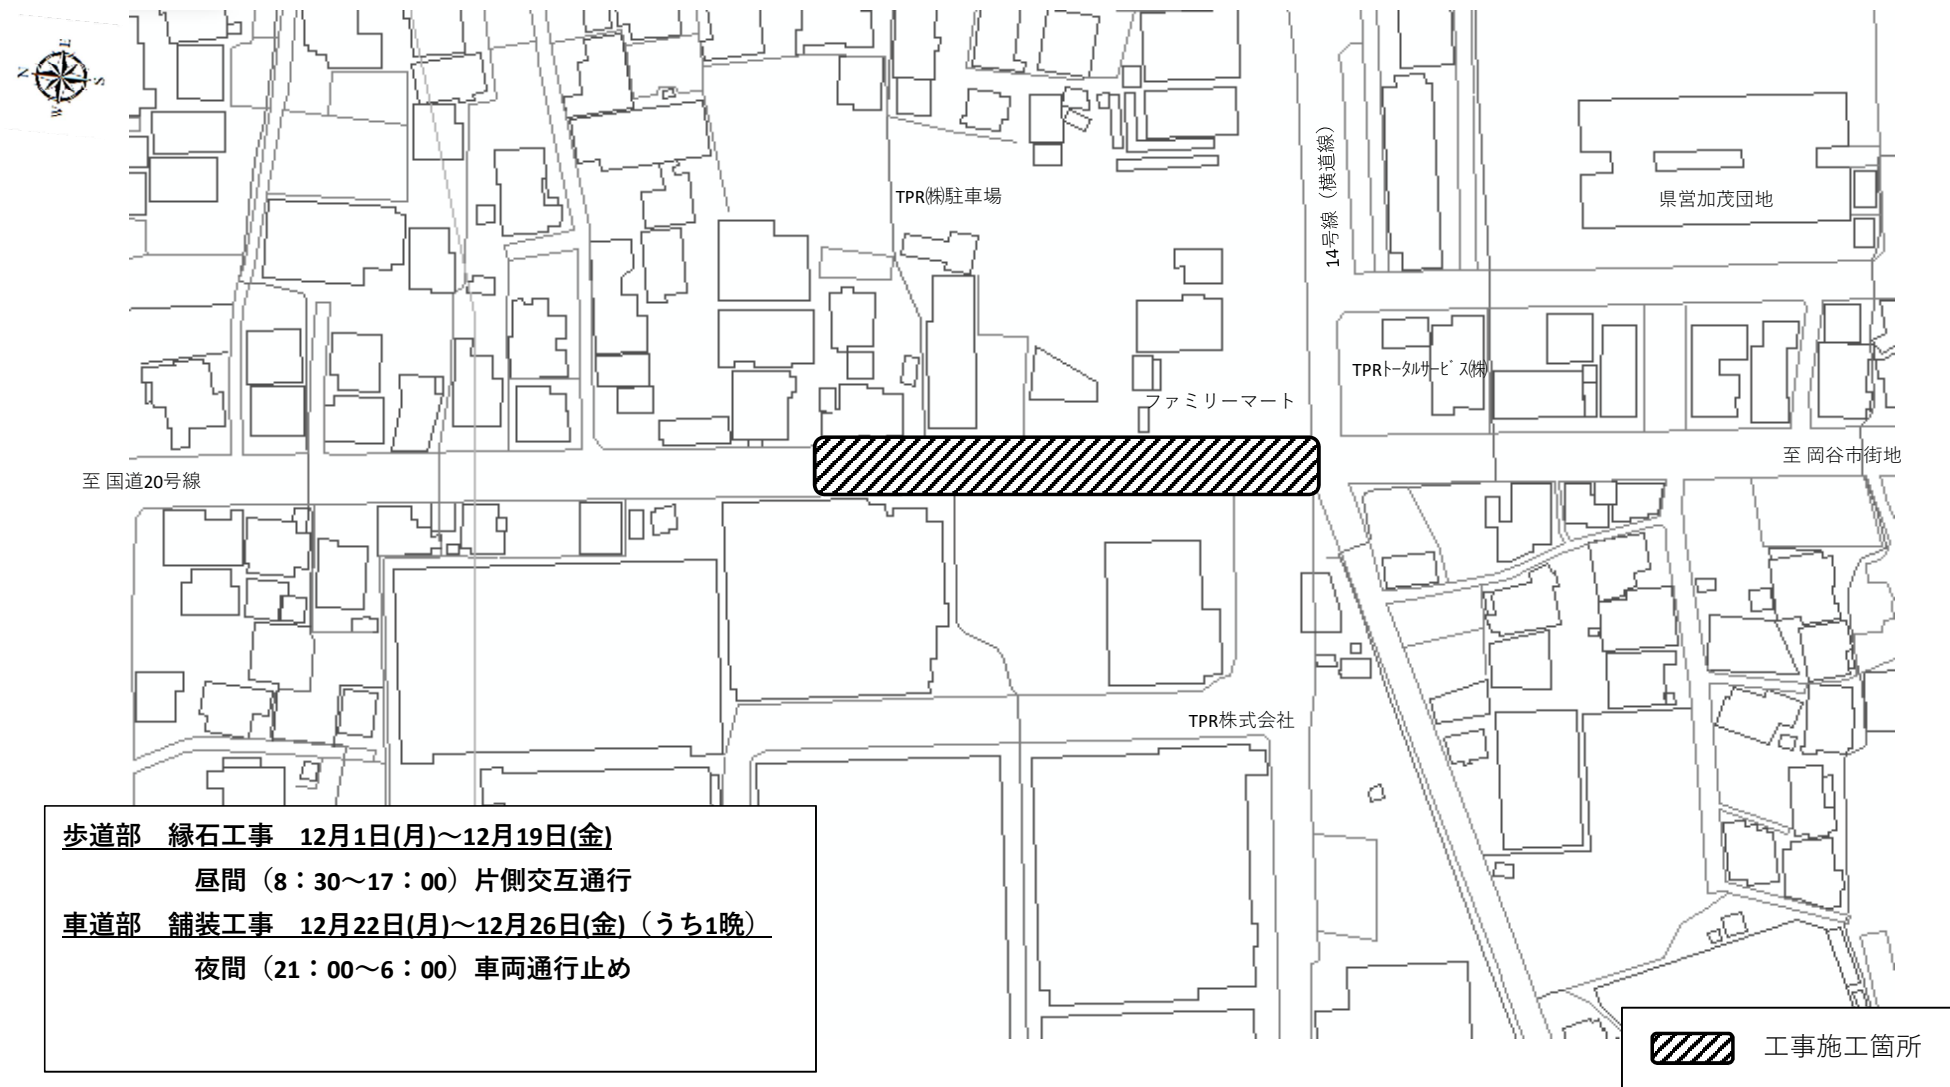 E
N
S
W
14号線（横道線）
TPR㈱駐車場
県営加茂団地
TPRﾄｰﾀﾙｻｰﾋﾞｽ㈱
ファミリーマート
至 岡谷市街地
至 国道20号線
TPR株式会社
歩道部　縁石工事　12月1日(月)～12月19日(金)
昼間（8：30～17：00）片側交互通行
車道部　舗装工事　12月22日(月)～12月26日(金)（うち1晩）
夜間（21：00～6：00）車両通行止め
工事施工箇所